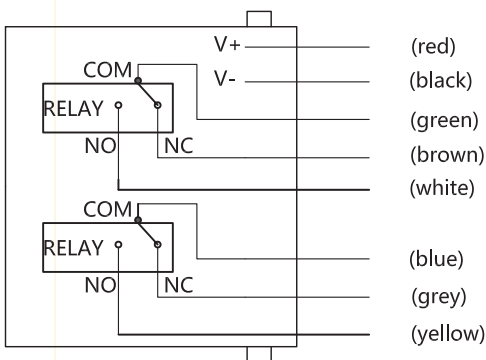 V+ (red)
COM V- (black)
RELAY (green)
NO NC (brown)
(white)
COM
RELAY (blue)
NO NC (grey)
(yellow)